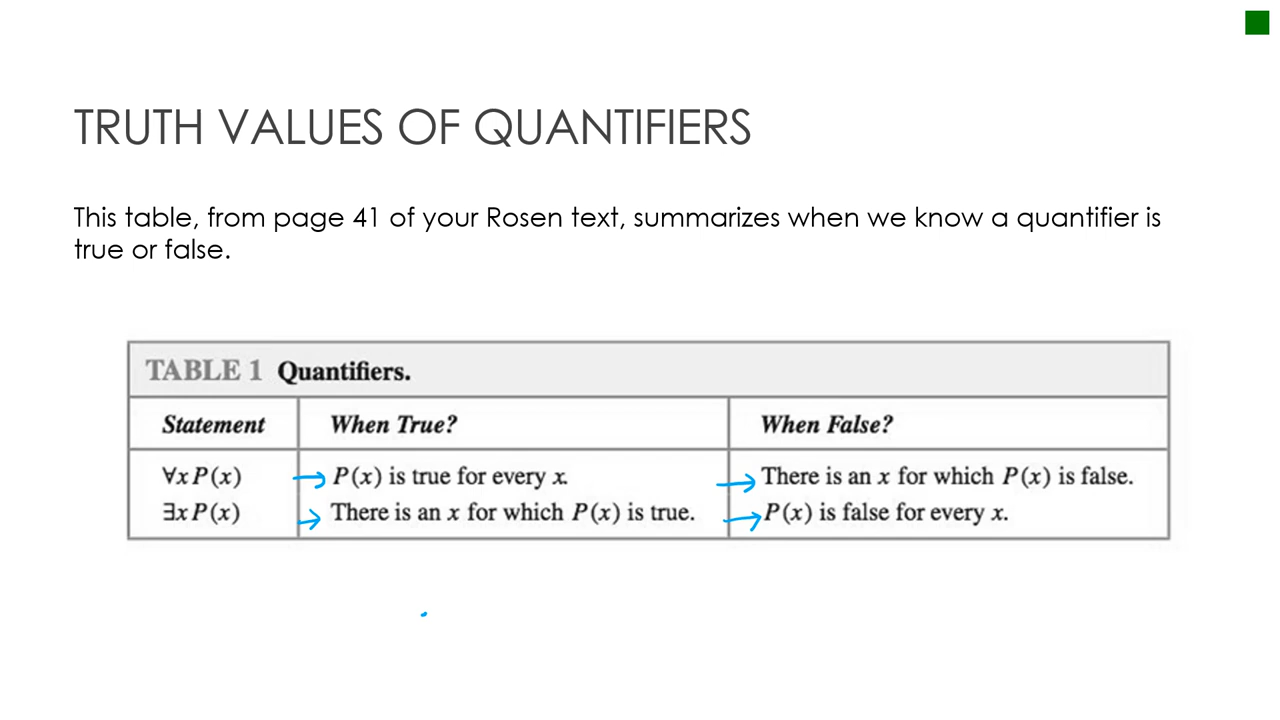 TRUTH VALUES OF QUANTIFIERS
This table, from page 41 of your Rosen text, summarizes when we know a quantifier is
true or false.
TABLE 1 Quantifiers.
Statement When True? When False?
∀x P(x) P(x) is true for every x. There is an x for which P(x) is false.
∃x P(x) There is an x for which P(x) is true. P(x) is false for every x.